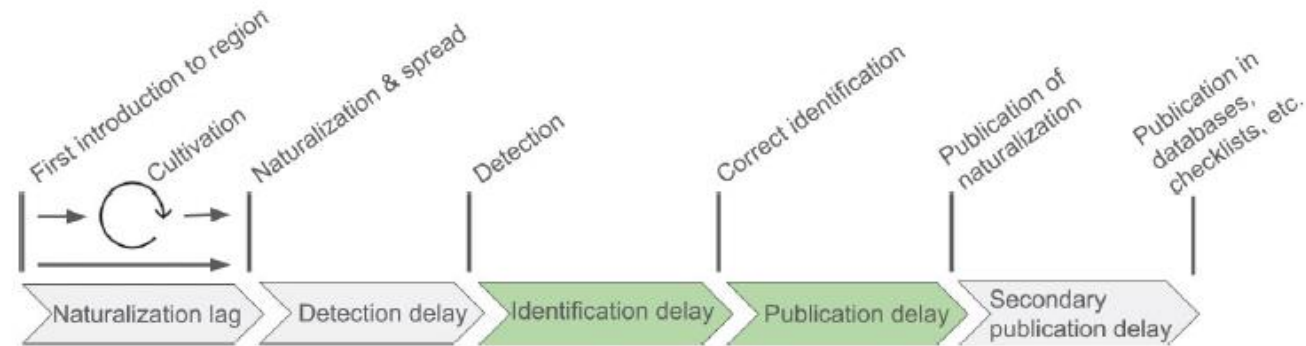 First introduction to region
Cultivation
Naturalization & spread
Detection
Correct identification
Publication of
naturalization
Publication in
databases,
checklists, etc.
Naturalization lag
Detection delay
Identification delay
Publication delay
Secondary
publication delay